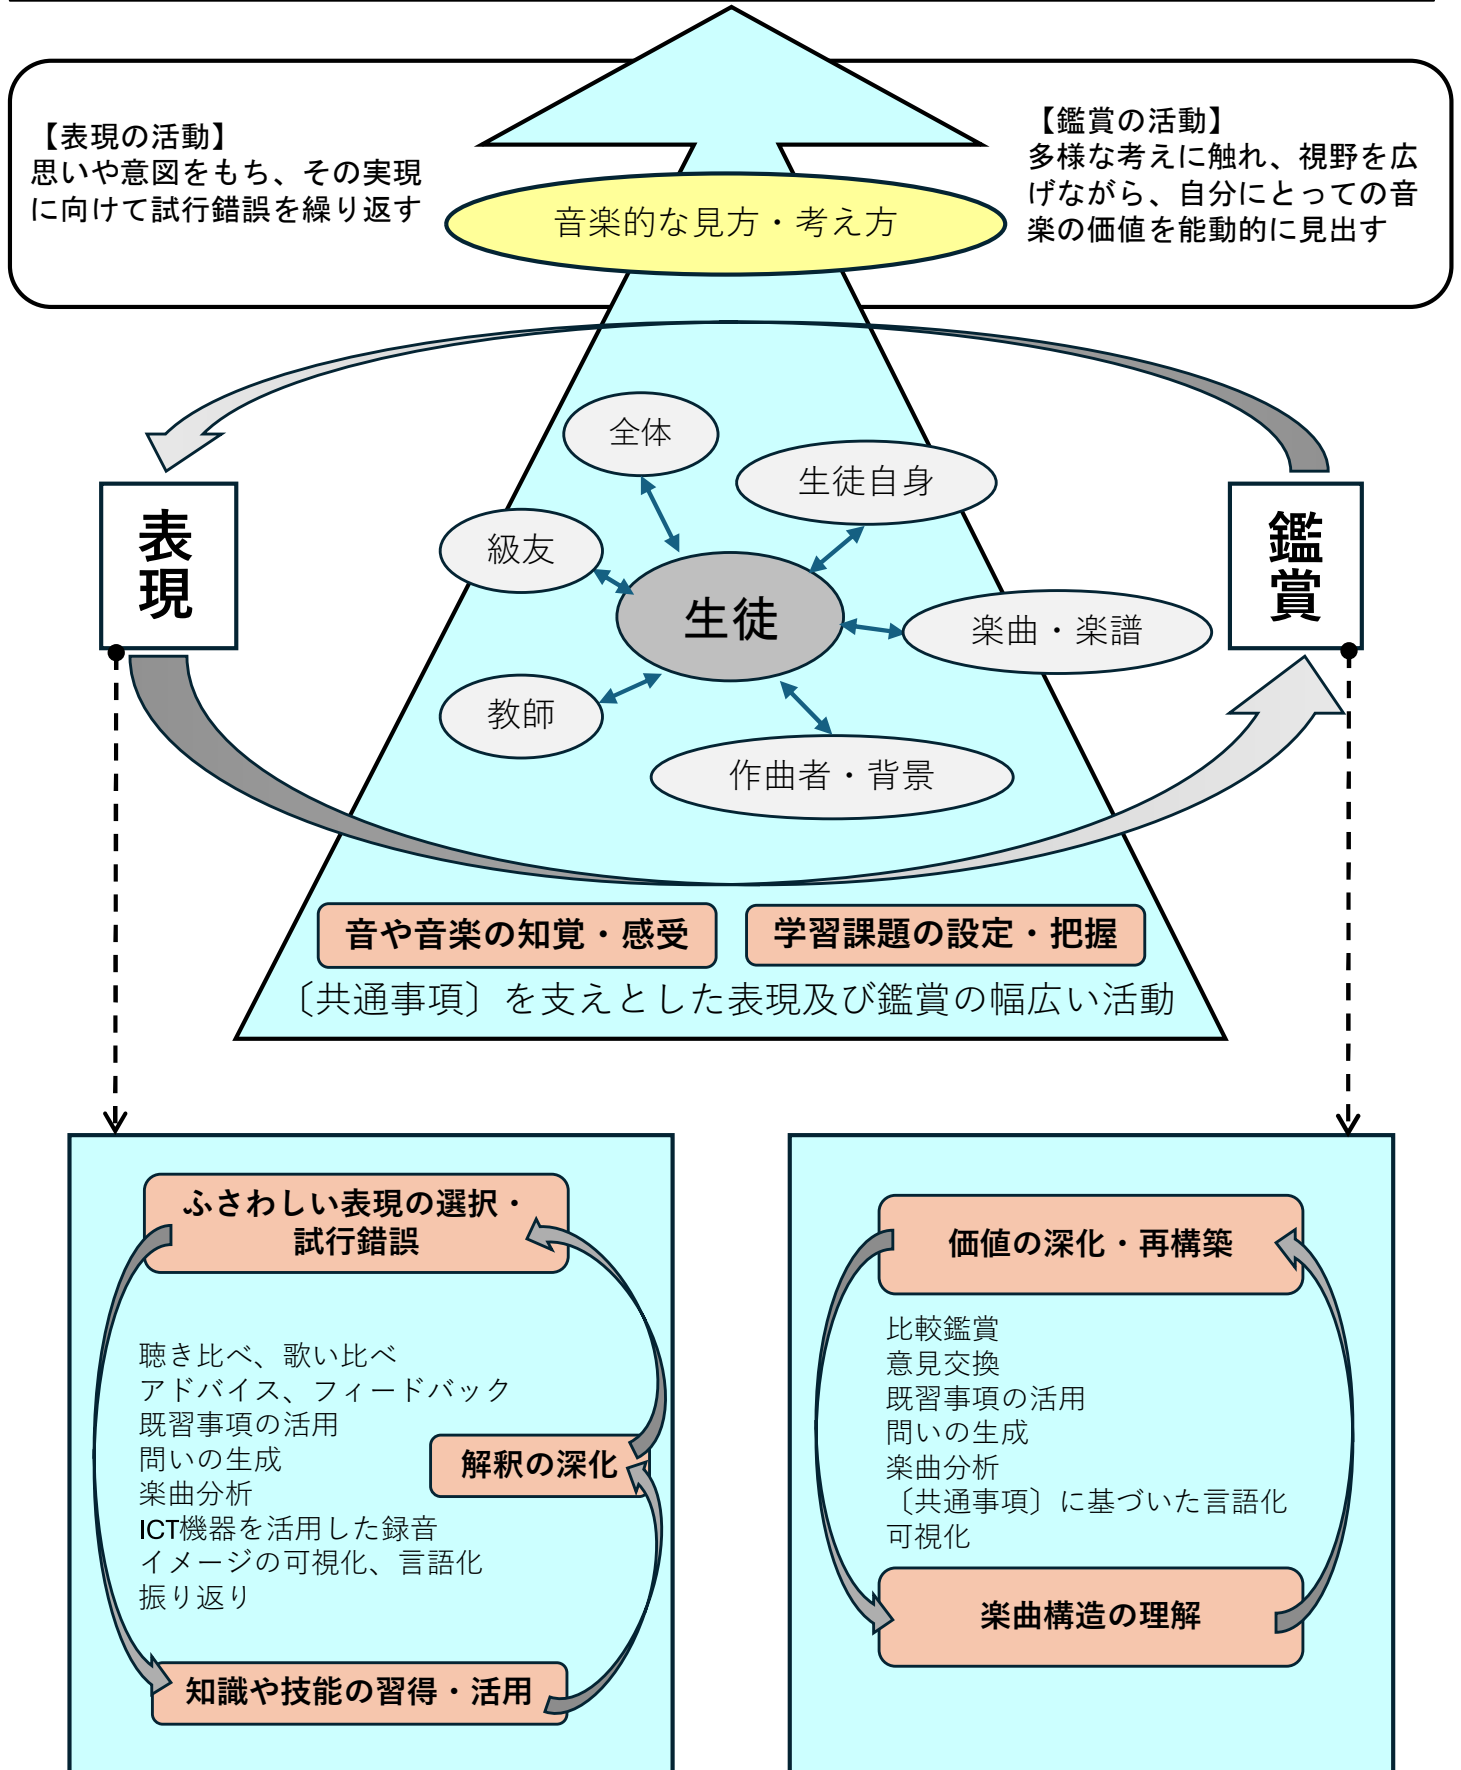 【表現の活動】
思いや意図をもち、その実現
に向けて試行錯誤を繰り返す
【鑑賞の活動】
多様な考えに触れ、視野を広
げながら、自分にとっての音
楽の価値を能動的に見出す
音楽的な見方・考え方
全体
生徒自身
級友
生徒
楽曲・楽譜
教師
作曲者・背景
表現
鑑賞
音や音楽の知覚・感受
学習課題の設定・把握
〔共通事項〕を支えとした表現及び鑑賞の幅広い活動
ふさわしい表現の選択・
試行錯誤
聴き比べ、歌い比べ
アドバイス、フィードバック
既習事項の活用
問いの生成
楽曲分析
ICT機器を活用した録音
イメージの可視化、言語化
振り返り
解釈の深化
知識や技能の習得・活用
価値の深化・再構築
比較鑑賞
意見交換
既習事項の活用
問いの生成
楽曲分析
〔共通事項〕に基づいた言語化
可視化
楽曲構造の理解